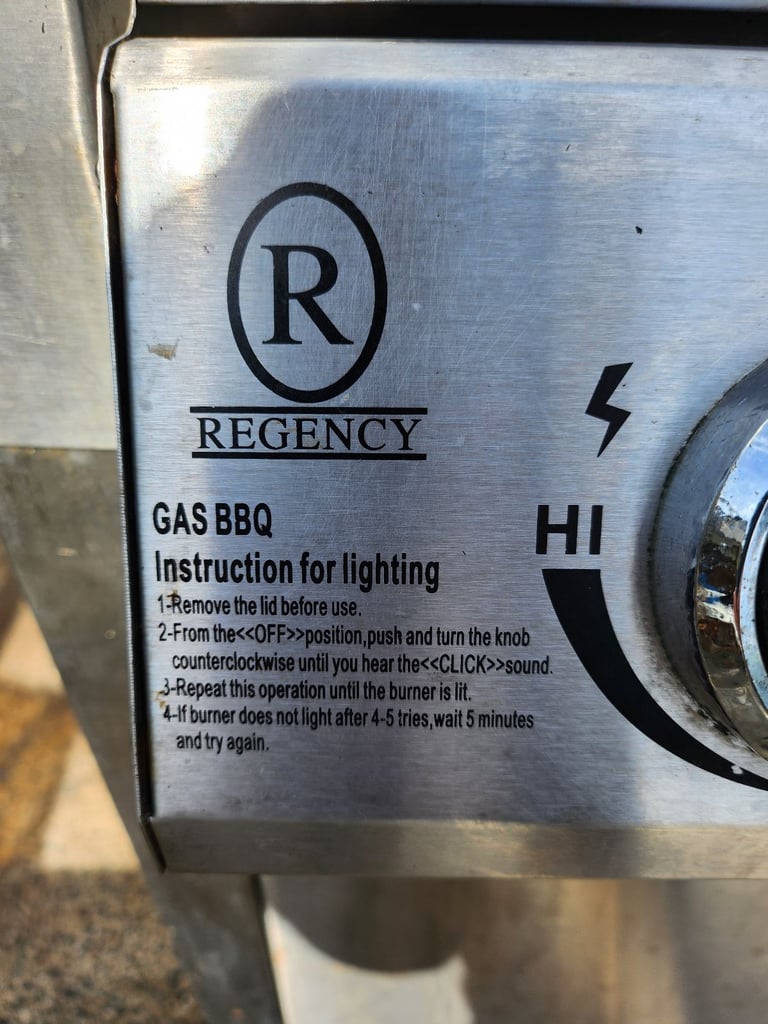 R
REGENCY
GAS BBQ
Instruction for lighting
1-Remove the lid before use.
2-From the<<OFF>>position,push and turn the knob
counterclockwise until you hear the<<CLICK>>sound.
3-Repeat this operation until the burner is lit.
4-If burner does not light after 4-5 tries,wait 5 minutes
and try again.
HI